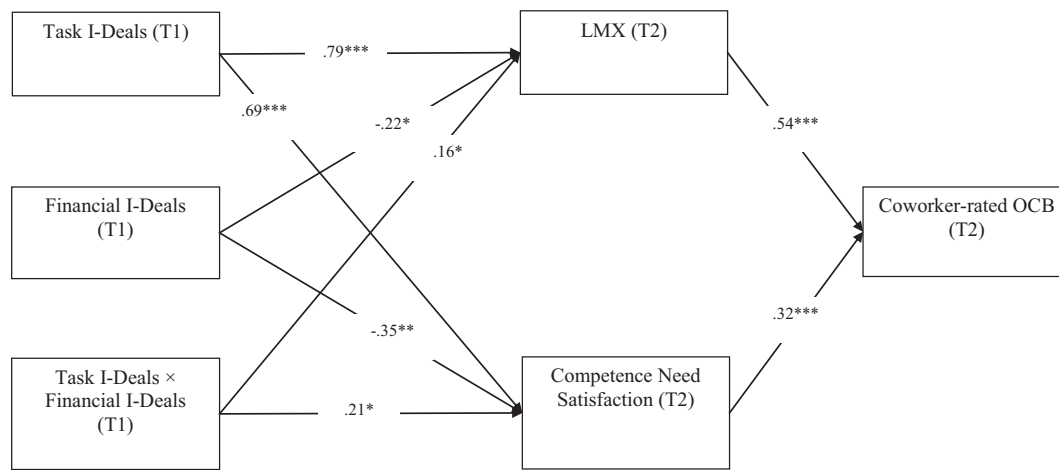 Task I-Deals (T1)
.79***
LMX (T2)
.69***
-.22*
.16*
.54***
Financial I-Deals
(T1)
Coworker-rated OCB
(T2)
-.35**
.32***
Task I-Deals ×
Financial I-Deals
(T1)
.21*
Competence Need
Satisfaction (T2)